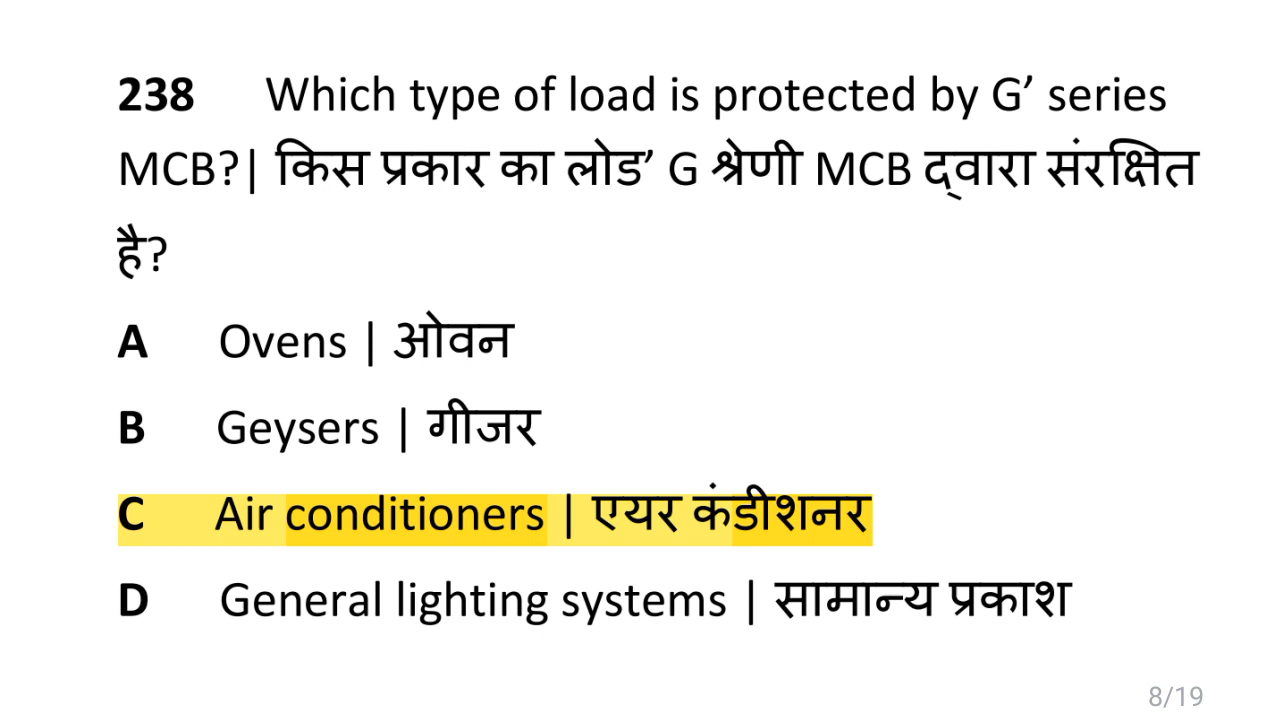 238 Which type of load is protected by G’ series
MCB?| किस प्रकार का लोड’ G श्रेणी MCB द्वारा संरक्षित
है?
A Ovens | ओवन
B Geysers | गीजर
C Air conditioners | एयर कंडीशनर
D General lighting systems | सामान्य प्रकाश
8/19